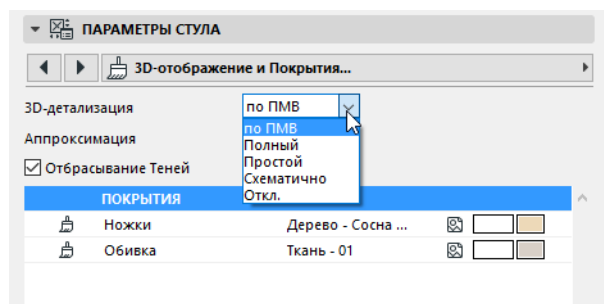 ПАРАМЕТРЫ СТУЛА
3D-отображение и Покрытия...
3D-детализация по ПМВ
по ПМВ
Полный
Аппроксимация
Простой
Отбрасывание Теней
Схематично
Откл.
ПОКРЫТИЯ
Ножки Дерево - Сосна ...
Обивка Ткань - 01